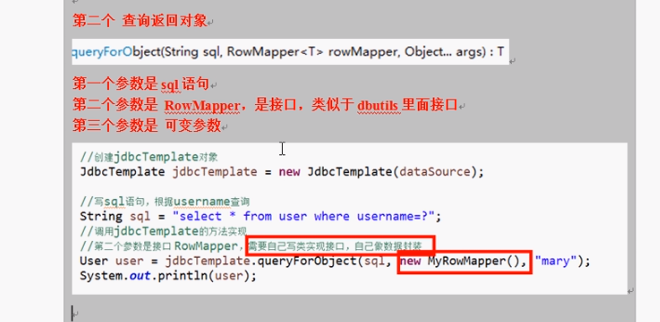 第二个 查询返回对象
queryForObject(String sql, RowMapper<T> rowMapper, Object... args) : T
第一个参数是 sql 语句
第二个参数是 RowMapper，是接口，类似于 dbutils 里面接口
第三个参数是 可变参数
//创建jdbcTemplate对象
JdbcTemplate jdbcTemplate = new JdbcTemplate(dataSource);
//写sql语句，根据username查询
String sql = "select * from user where username=?";
//调用jdbcTemplate的方法实现
//第二个参数是接口 RowMapper，需要自己写类实现接口，自己做数据封装
User user = jdbcTemplate.queryForObject(sql, new MyRowMapper(), "mary");
System.out.println(user);